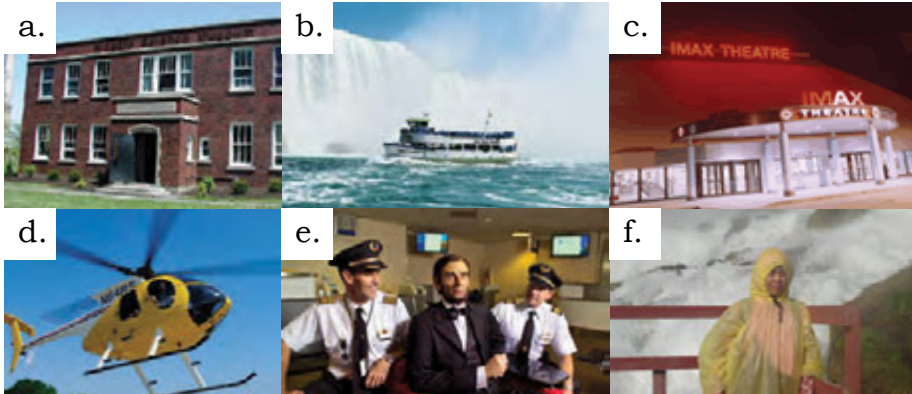 a.
b.
c.
IMAX THEATRE
IMAX
THEATRE
d.
e.
f.